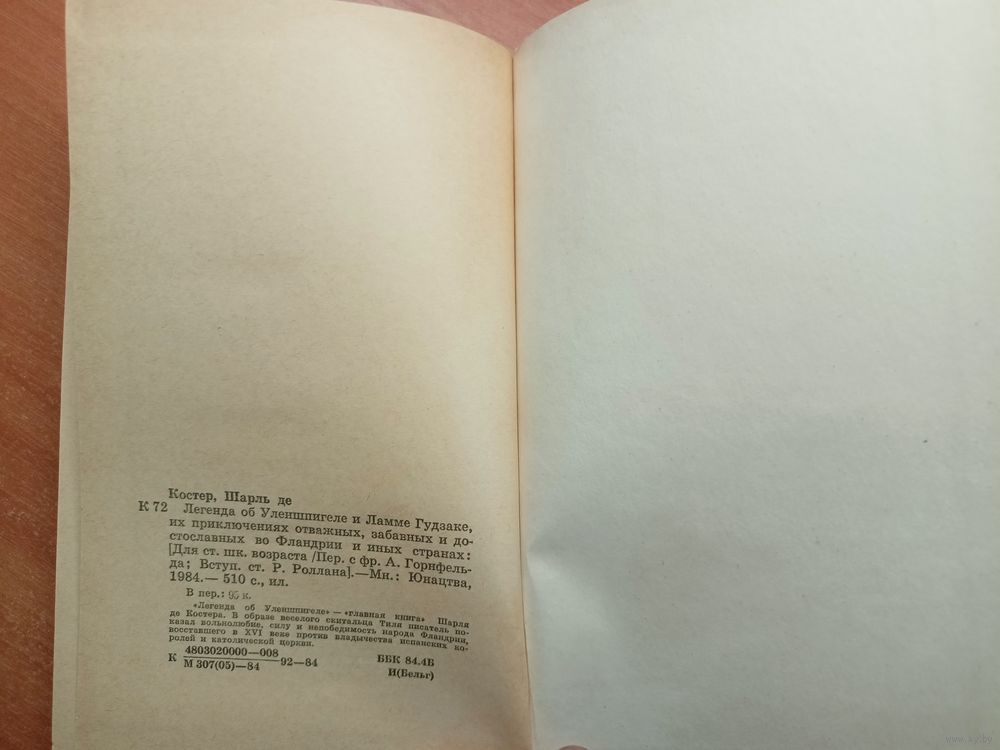 Костер, Шарль де
К 72 Легенда об Уленшпигеле и Ламме Гудзаке,
их приключениях отважных, забавных и до-
стославных во Фландрии и иных странах:
[Для ст. шк. возраста /Пер. с фр. А. Горнфель-
да; Вступ. ст. Р. Роллана].—Мн.: Юнацтва,
1984.— 510 с., ил.
В пер.: 95 к.
«Легенда об Уленшпигеле» — «главная книга» Шарля
де Костера. В образе веселого скитальца Тиля писатель по-
казал вольнолюбие, силу и непобедимость народа Фландрии,
восставшего в XVI веке против владычества испанских ко-
ролей и католической церкви.
К 4803020000—008
М 307(05)—84 92—84
ББК 84.4Б
И(Бельг)